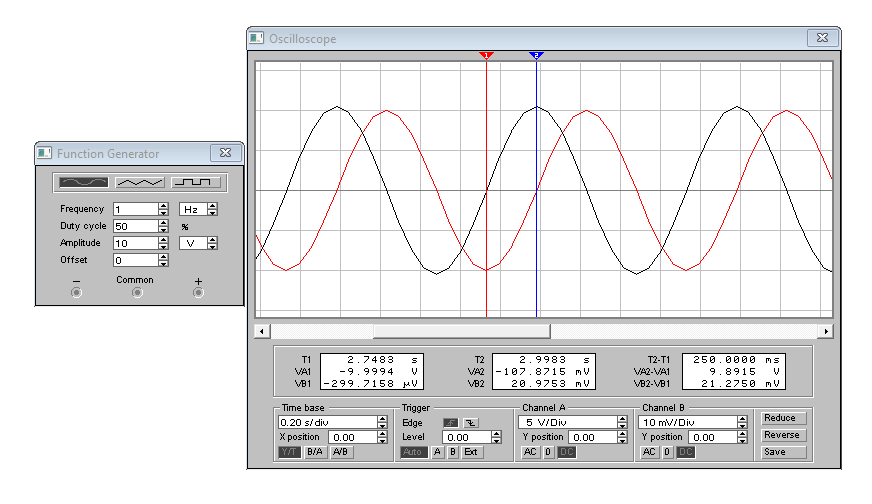 Oscilloscope
1 2
Function Generator
Frequency 1 Hz
Duty cycle 50 %
Amplitude 10 V
Offset 0
− Common +
T1 2.7483 s T2 2.9983 s T2-T1 250.0000 ms
VA1 -9.9994 V VA2 -107.8715 mV VA2-VA1 9.8915 V
VB1 -299.7158 µV VB2 20.9753 mV VB2-VB1 21.2750 mV
Time base Trigger Channel A Channel B
0.20 s/div Edge 5 V/Div 10 mV/Div Reduce
X position 0.00 Level 0.00 Y position 0.00 Y position 0.00 Reverse
Y/T B/A A/B Auto A B Ext AC 0 DC AC 0 DC Save